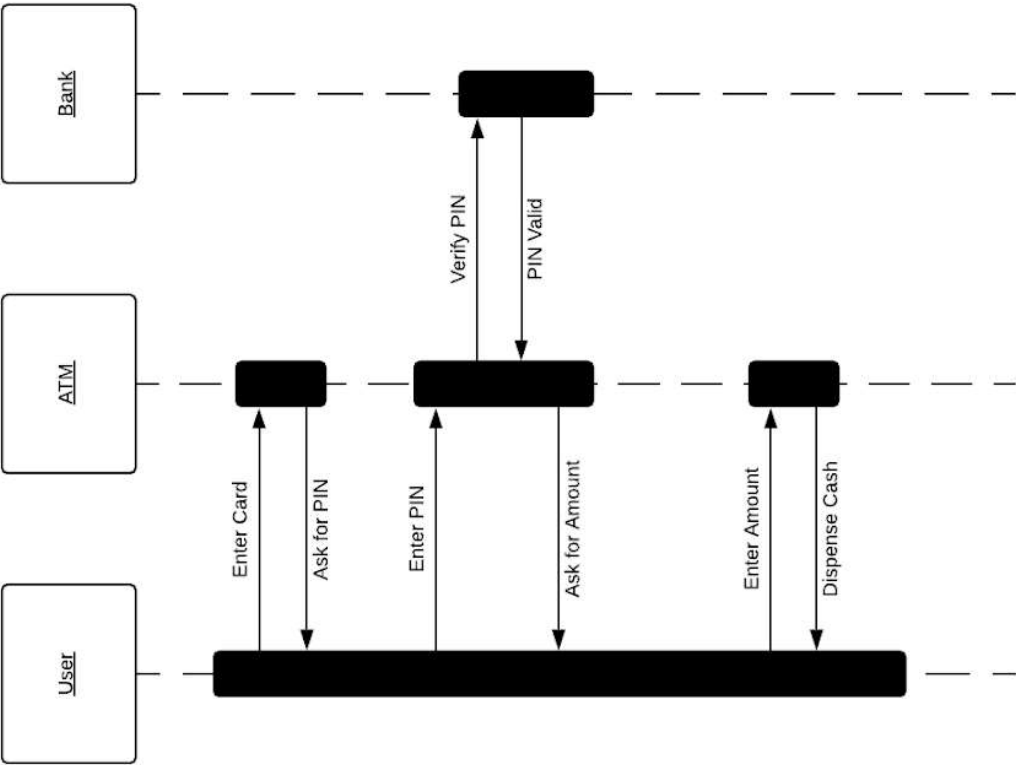 User
ATM
Bank
Enter Card
Ask for PIN
Enter PIN
Verify PIN
PIN Valid
Ask for Amount
Enter Amount
Dispense Cash